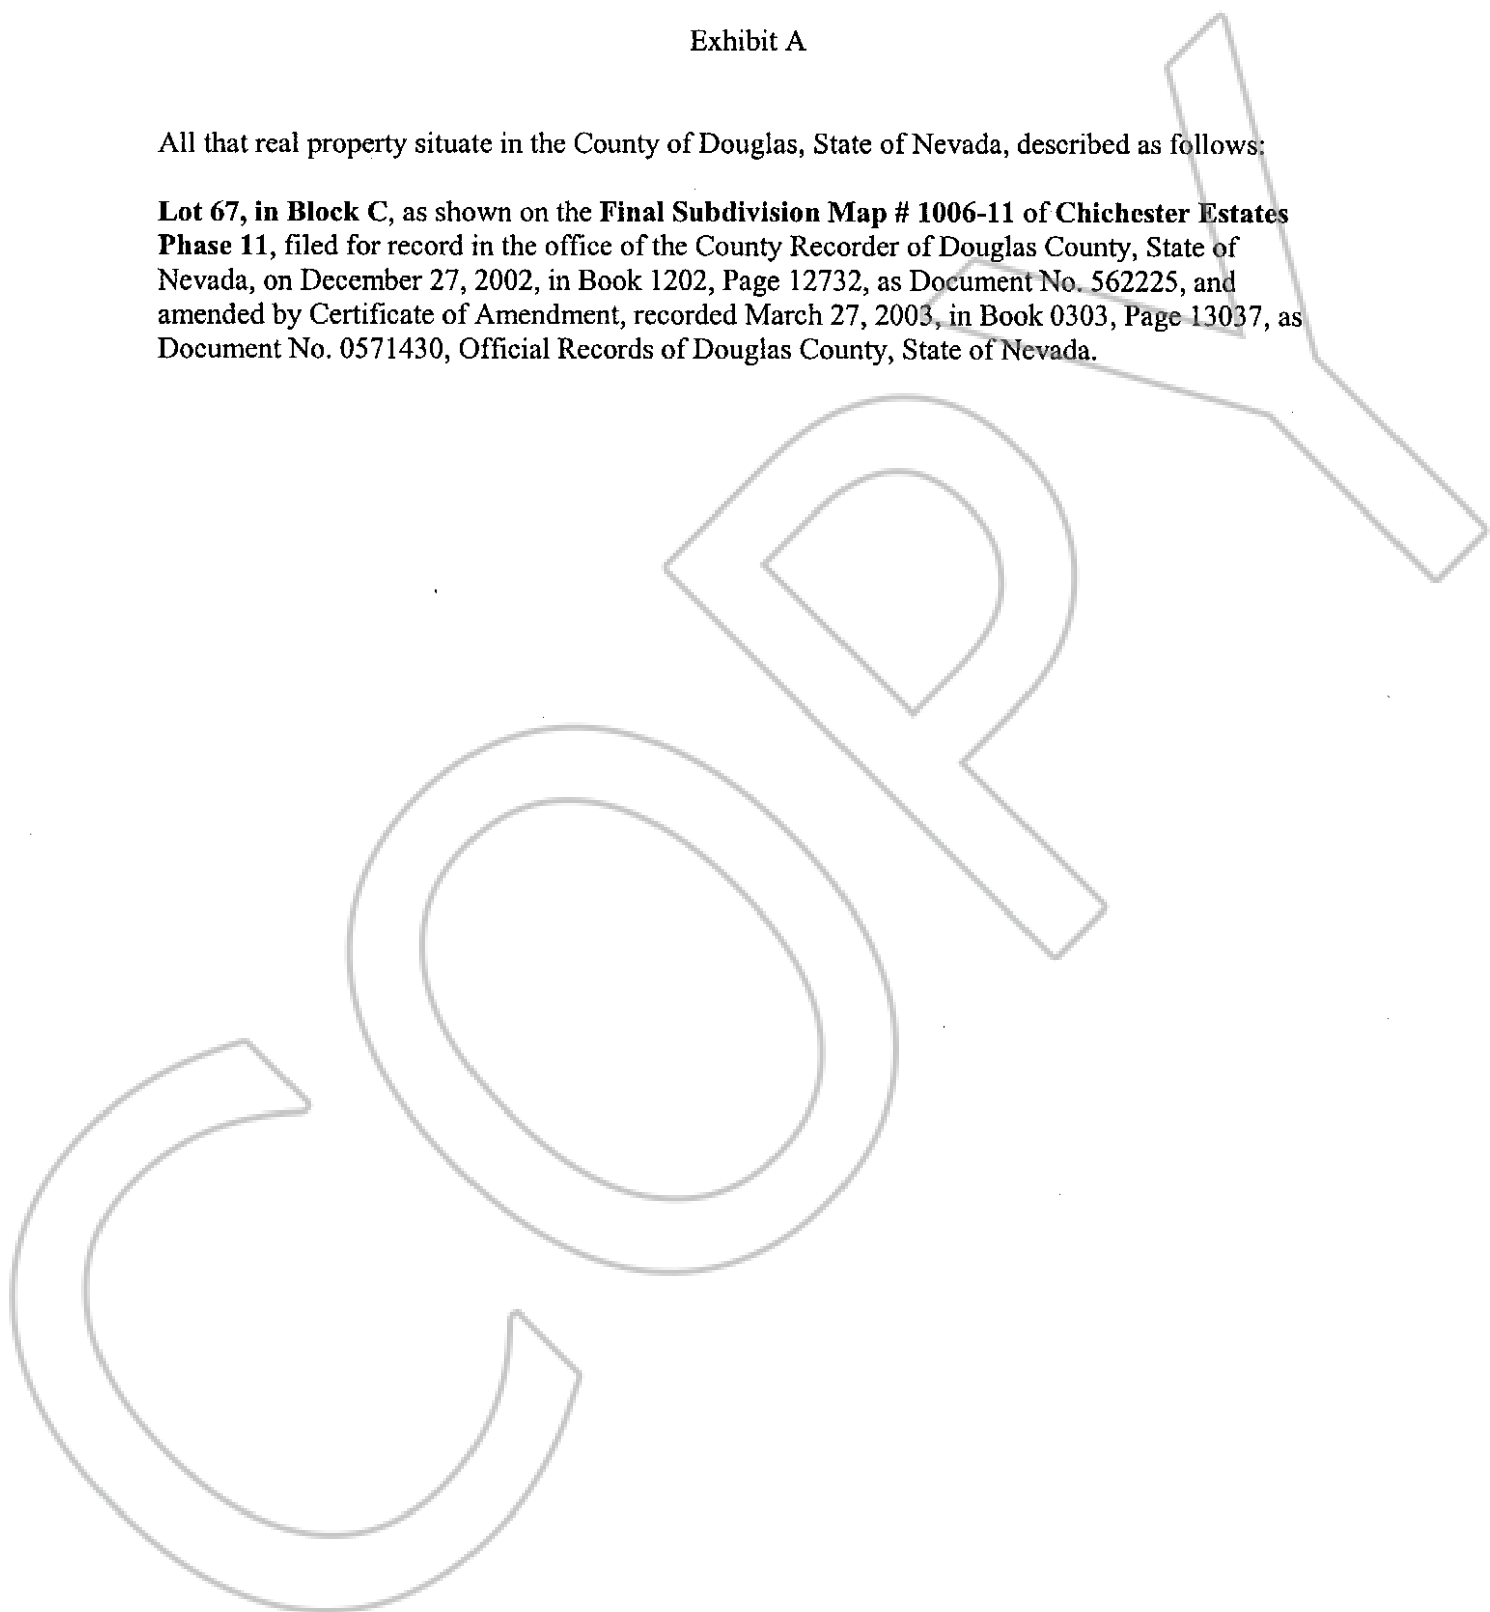 Exhibit A
All that real property situate in the County of Douglas, State of Nevada, described as follows:
Lot 67, in Block C, as shown on the Final Subdivision Map # 1006-11 of Chichester Estates
Phase 11, filed for record in the office of the County Recorder of Douglas County, State of
Nevada, on December 27, 2002, in Book 1202, Page 12732, as Document No. 562225, and
amended by Certificate of Amendment, recorded March 27, 2003, in Book 0303, Page 13037, as
Document No. 0571430, Official Records of Douglas County, State of Nevada.
COPY